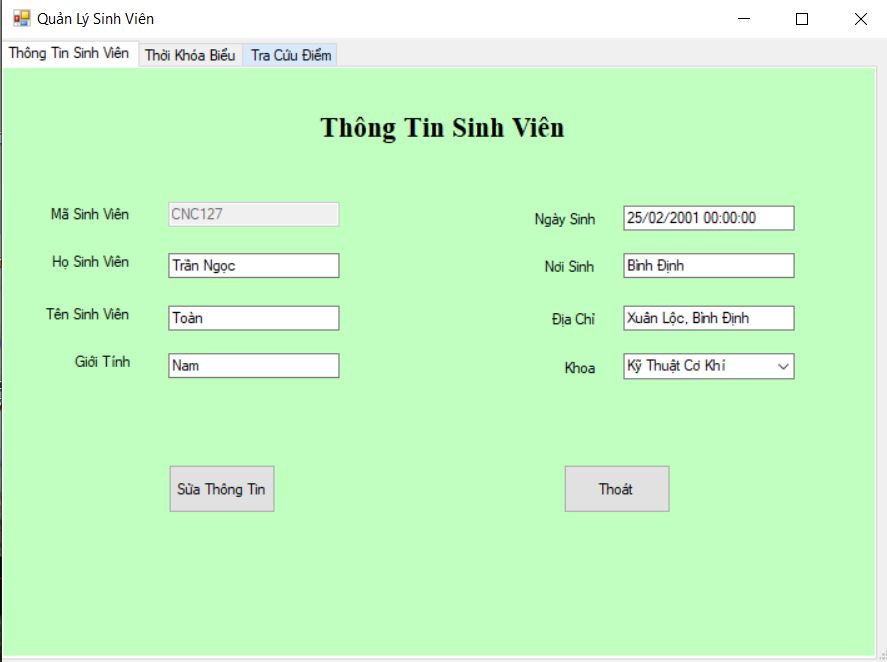 Quản Lý Sinh Viên
Thông Tin Sinh Viên Thời Khóa Biểu Tra Cứu Điểm
Thông Tin Sinh Viên
Mã Sinh Viên CNC127
Họ Sinh Viên Trần Ngọc
Tên Sinh Viên Toàn
Giới Tính Nam
Ngày Sinh 25/02/2001 00:00:00
Nơi Sinh Bình Định
Địa Chỉ Xuân Lộc, Bình Định
Khoa Kỹ Thuật Cơ Khí
Sửa Thông Tin Thoát